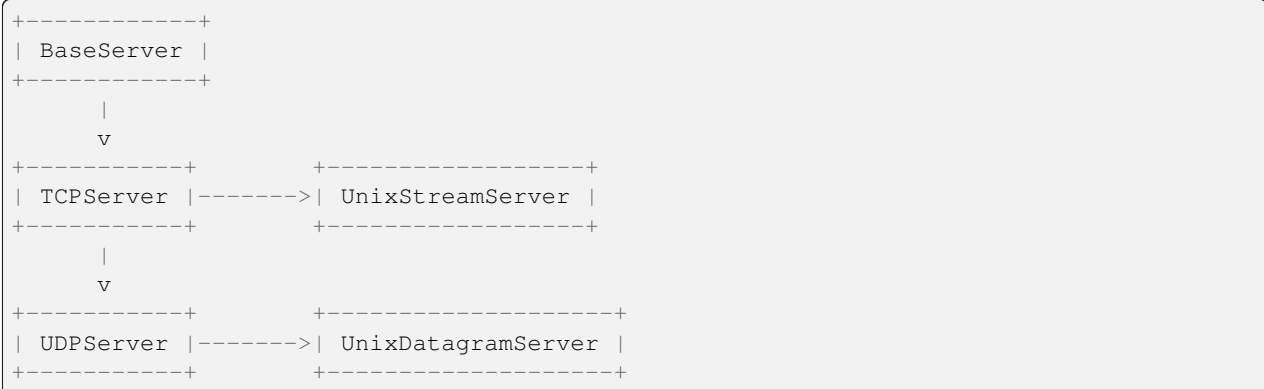 +------------+
| BaseServer |
+------------+
      |
      v
+-----------+        +------------------+
| TCPServer |------->| UnixStreamServer |
+-----------+        +------------------+
      |
      v
+-----------+        +--------------------+
| UDPServer |------->| UnixDatagramServer |
+-----------+        +--------------------+